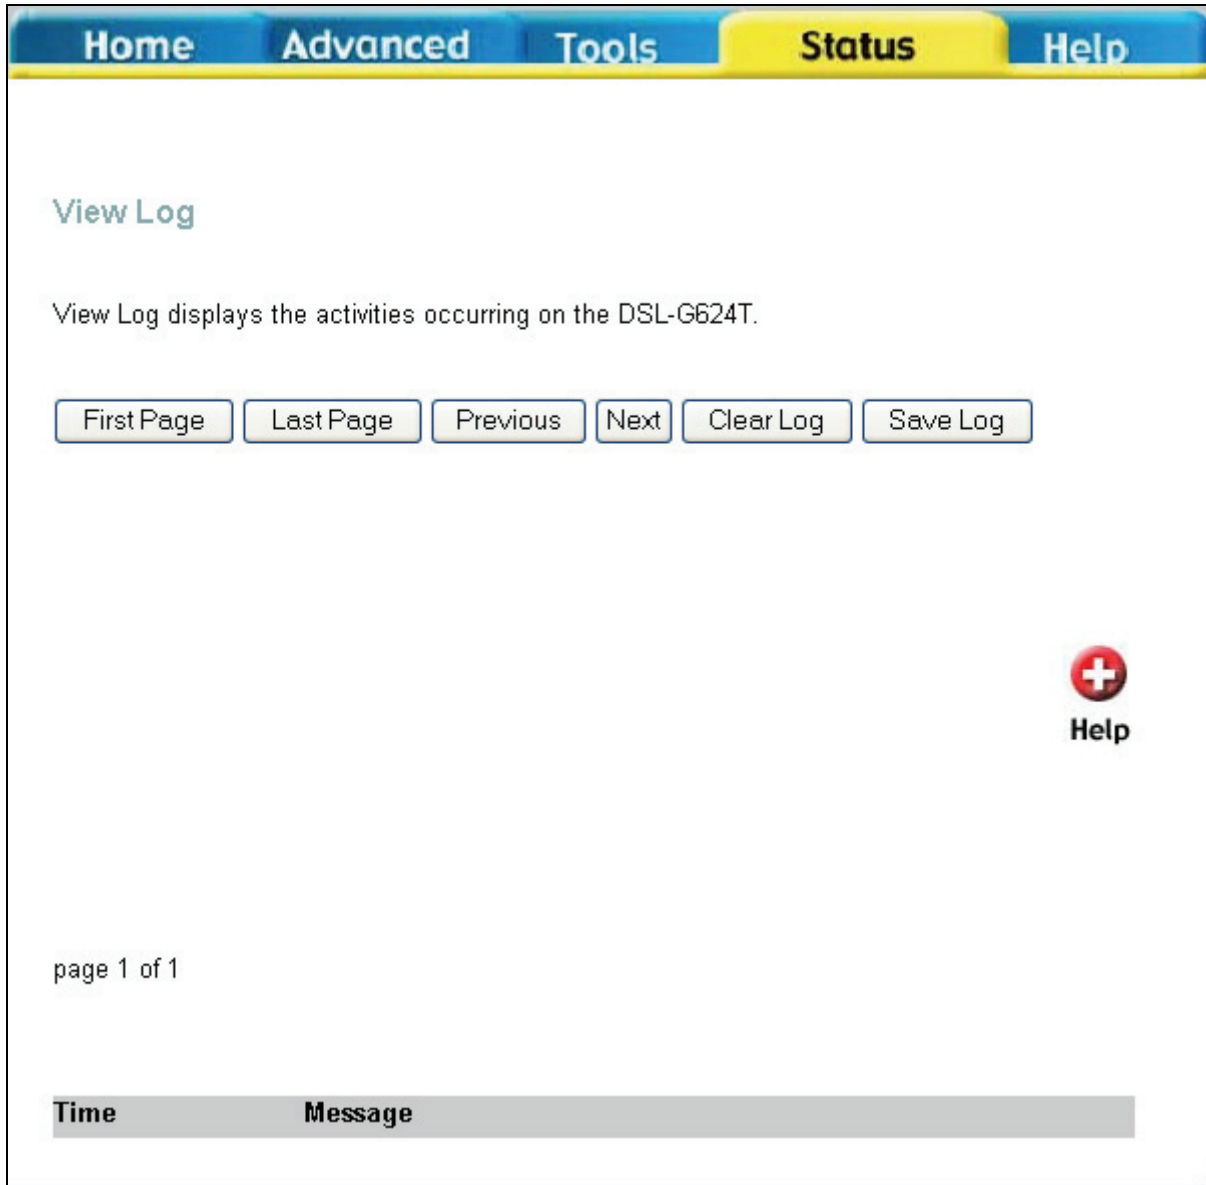 Home Advanced Tools Status Help
View Log
View Log displays the activities occurring on the DSL-G624T.
First Page Last Page Previous Next Clear Log Save Log
Help
page 1 of 1
Time Message